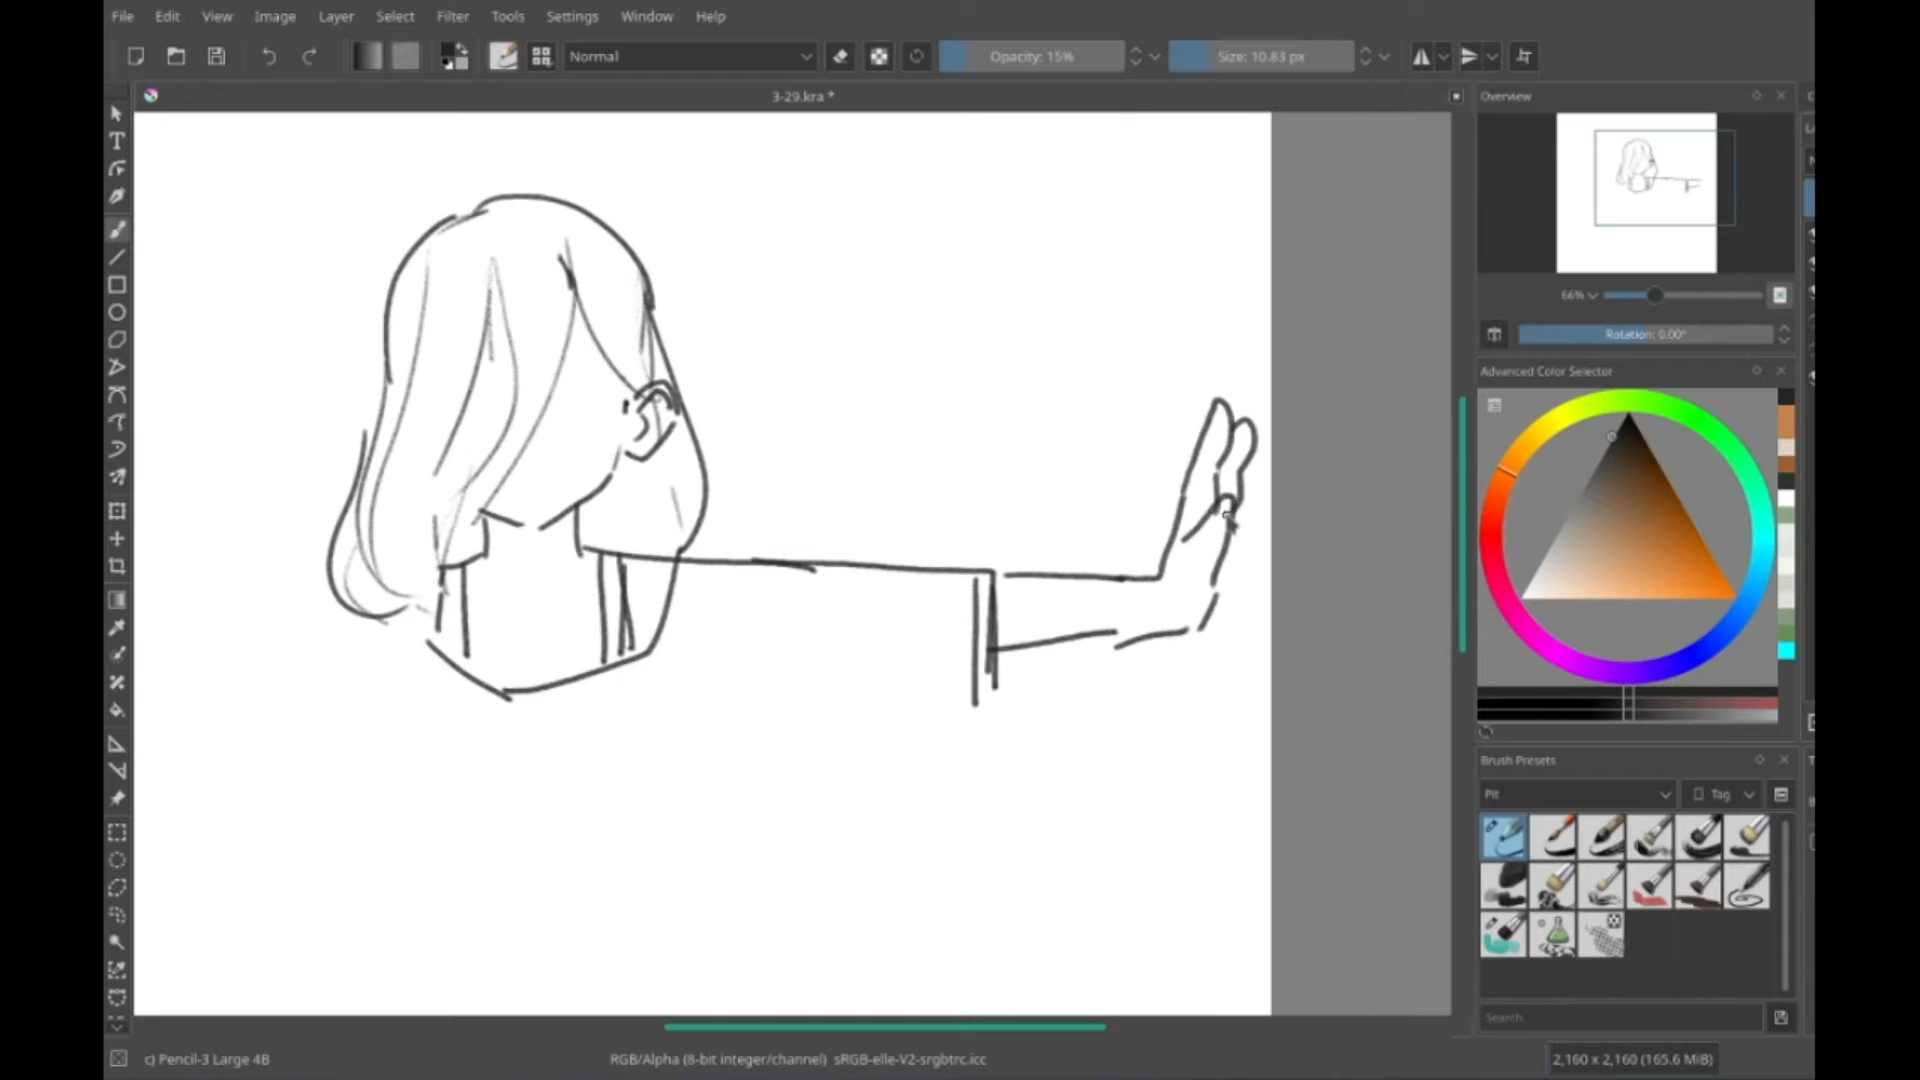 File Edit View Image Layer Select Filter Tools Settings Window Help
Normal Opacity: 15% Size: 10.83 px
3-29.kra *
Overview
66%
Rotation: 0.00°
Advanced Color Selector
Brush Presets
Pit Tag
Search
c) Pencil-3 Large 4B RGB/Alpha (8-bit integer/channel) sRGB-elle-V2-srgbtrc.icc 2,160 x 2,160 (165.6 MiB)